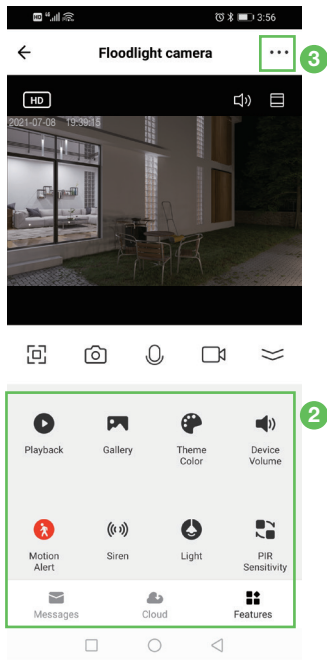 3:56
Floodlight camera
3
HD
2021-07-08 19:39:15
2
Playback Gallery Theme Color Device Volume
Motion Alert Siren Light PIR Sensitivity
Messages Cloud Features